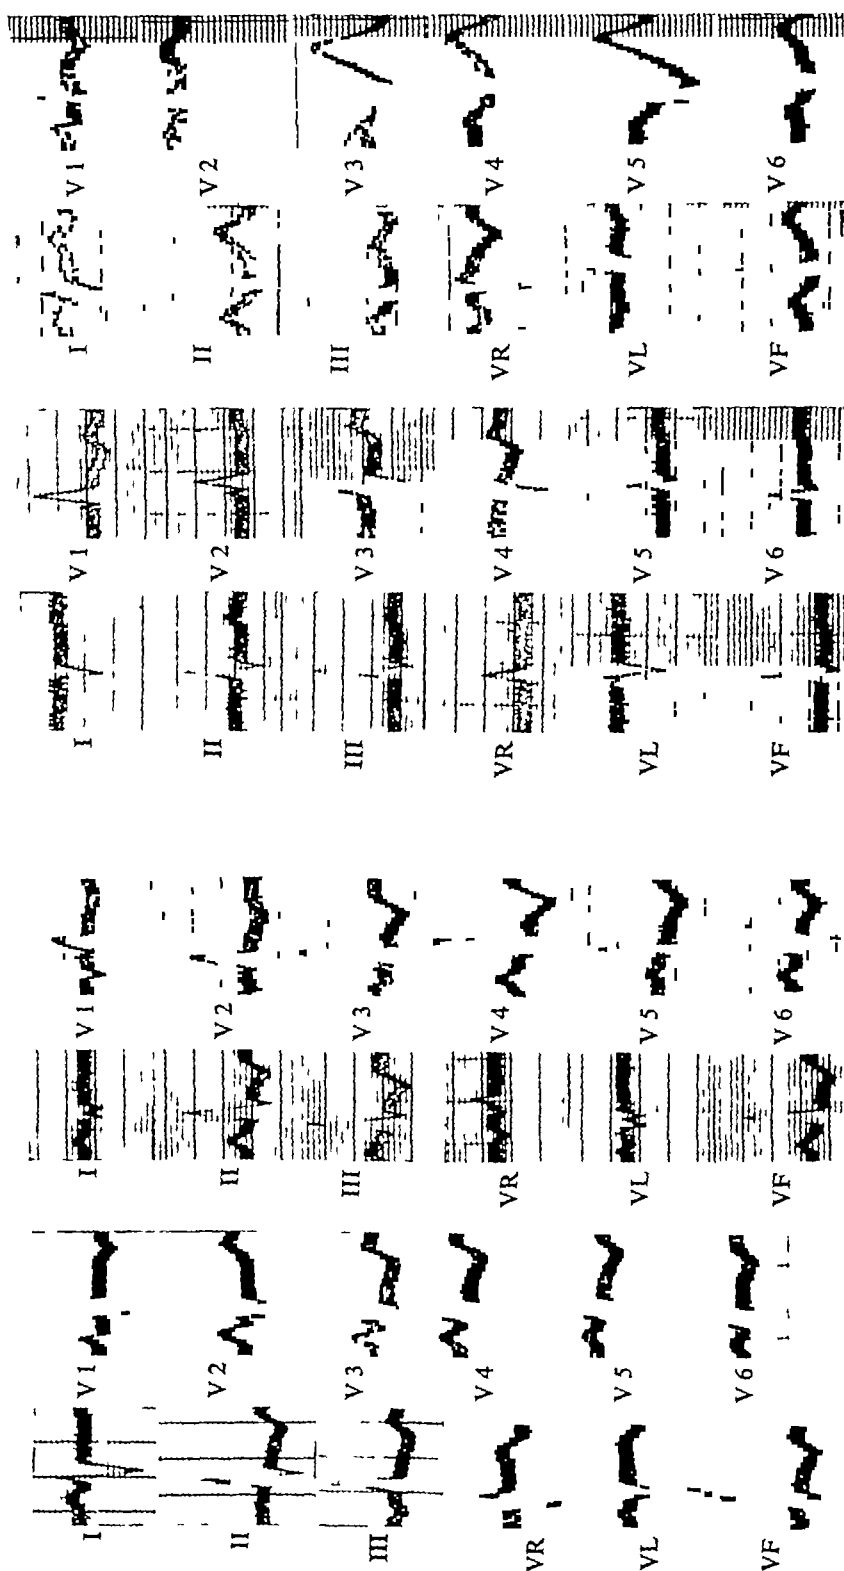 I V1 I V1 I V1 I V1
II V2 II V2 II V2 II V2
III V3 III V3 III V3 III V3
VR V4 VR V4 VR V4 VR V4
VL V5 VL V5 VL V5 VL V5
VF V6 VF V6 VF V6 VF V6